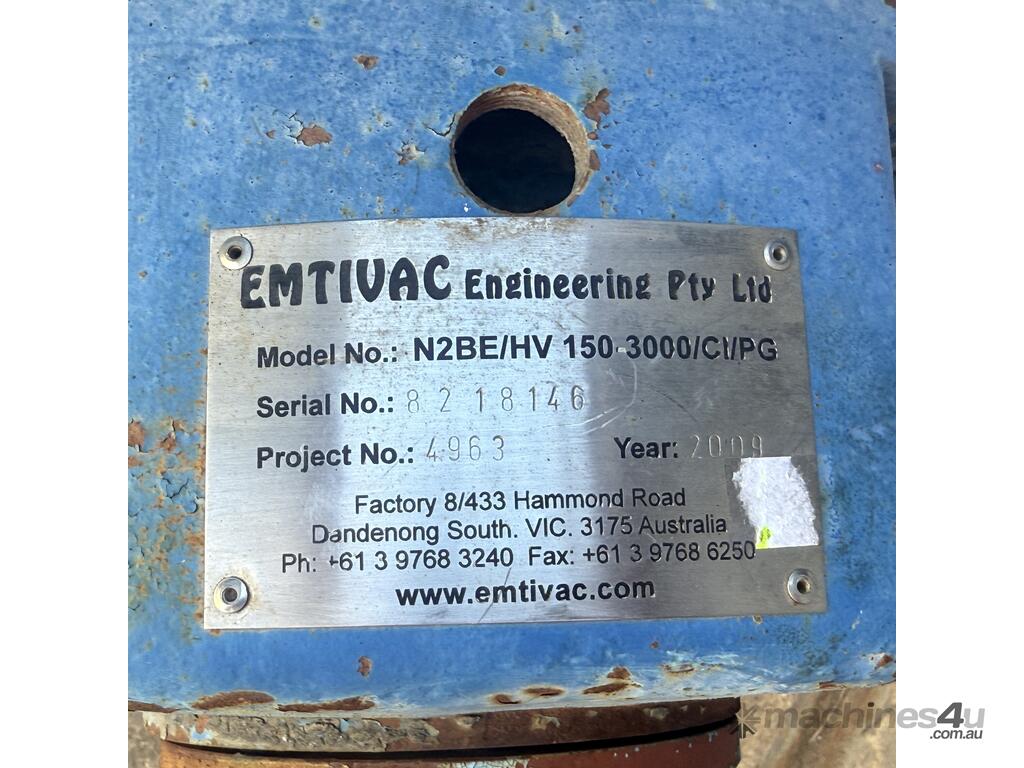 EMTIVAC Engineering Pty Ltd
Model No.: N2BE/HV 150-3000/CI/PG
Serial No.: 8218146
Project No.: 4963 Year: 2009
Factory 8/433 Hammond Road
Dandenong South. VIC. 3175 Australia
Ph: +61 3 9768 3240 Fax: +61 3 9768 6250
www.emtivac.com
machines4u
.com.au